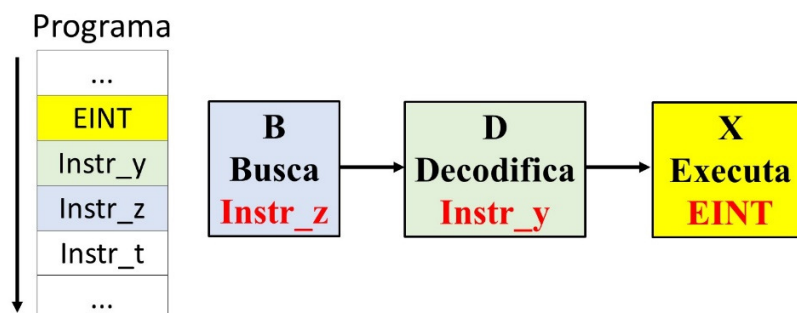 Programa
...
EINT
Instr_y
Instr_z
Instr_t
...
B
Busca
Instr_z
D
Decodifica
Instr_y
X
Executa
EINT